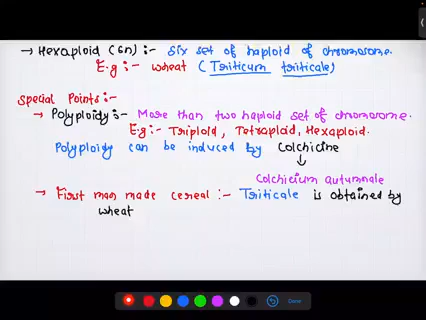 → Hexaploid (6n) :- six set of haploid of chromosome.
E.g :- wheat (Triticum triticale)
Special Points :-
→ Polyploidy :- More than two haploid set of chromosome.
E.g :- Triploid, Tetraploid, Hexaploid.
Polyploidy can be induced by Colchicine
↓
Colchicium autumnale
→ First man made cereal :- Triticale is obtained by
wheat
Done